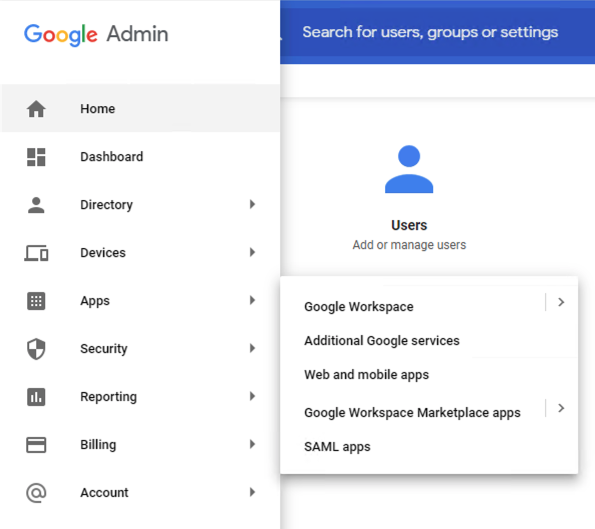 Google Admin
Search for users, groups or settings
Home
Dashboard
Directory
Devices
Apps
Security
Reporting
Billing
Account
Users
Add or manage users
Google Workspace
Additional Google services
Web and mobile apps
Google Workspace Marketplace apps
SAML apps